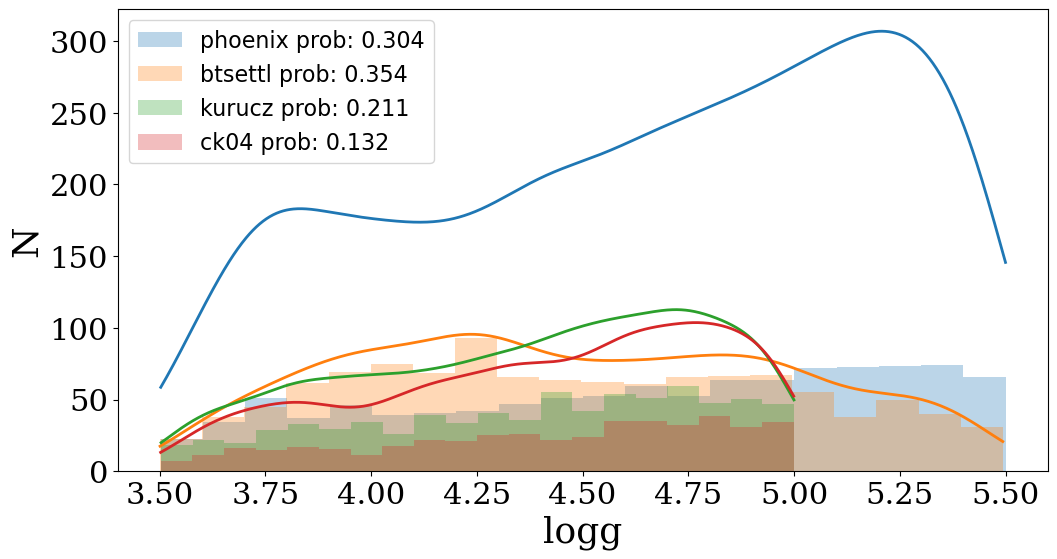 phoenix prob: 0.304
btsettl prob: 0.354
kurucz prob: 0.211
ck04 prob: 0.132
300
250
200
150
100
50
0
N
3.50 3.75 4.00 4.25 4.50 4.75 5.00 5.25 5.50
logg